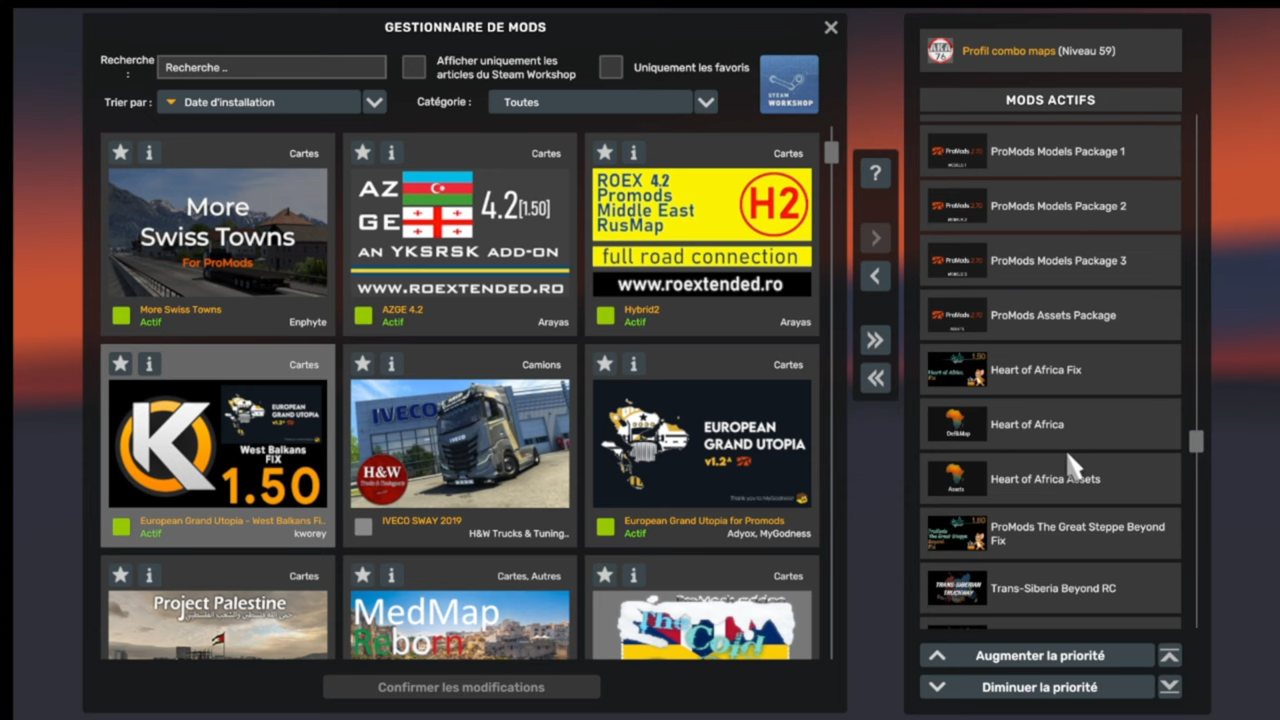 GESTIONNAIRE DE MODS
Recherche
:
Recherche ..
Afficher uniquement les
articles du Steam Workshop
Uniquement les favoris
STEAM
WORKSHOP
Trier par :
Date d'installation
Catégorie :
Toutes
Cartes
More
Swiss Towns
For ProMods
More Swiss Towns
Actif
Enphyte
Cartes
AZ
GE
4.2[1.50]
AN YKSRSK ADD-ON
WWW.ROEXTENDED.RO
AZGE 4.2
Actif
Arayas
Cartes
ROEX 4.2
Promods
Middle East
RusMap
H2
full road connection
www.roextended.ro
Hybrid2
Actif
Arayas
Cartes
K
EUROPEAN
GRAND UTOPIA
West Balkans
FIX
1.50
European Grand Utopia - West Balkans Fi..
Actif
kworey
Camions
IVECO
H&W
IVECO SWAY 2019
H&W Trucks & Tuning..
Cartes
EUROPEAN
GRAND UTOPIA
v1.2
Thank you MyGodness
European Grand Utopia for Promods
Actif
Adyox, MyGodness
Cartes
Project Palestine
Cartes, Autres
MedMap
Reborn
Cartes
ProMods addon
The
Confirmer les modifications
?
AKA
76
Profil combo maps (Niveau 59)
MODS ACTIFS
ProMods Models Package 1
ProMods Models Package 2
ProMods Models Package 3
ProMods Assets Package
Heart of Africa Fix
Heart of Africa
Heart of Africa Assets
ProMods The Great Steppe Beyond
Fix
Trans-Siberia Beyond RC
Augmenter la priorité
Diminuer la priorité